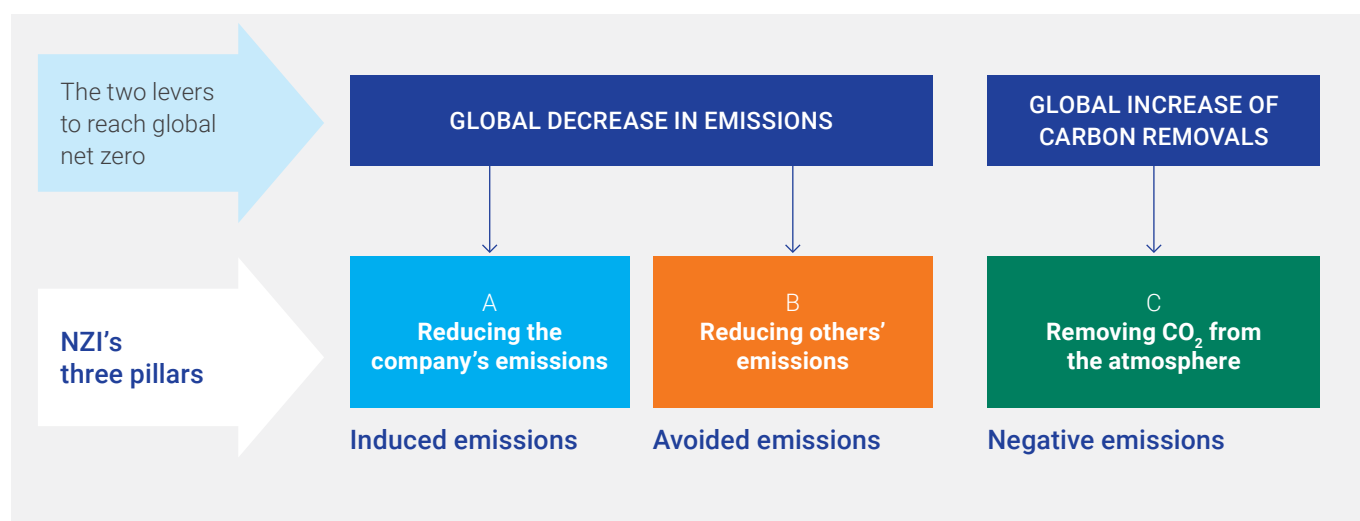 The two levers
to reach global
net zero
GLOBAL DECREASE IN EMISSIONS
GLOBAL INCREASE OF
CARBON REMOVALS
NZI’s
three pillars
A
Reducing the
company’s emissions
B
Reducing others’
emissions
C
Removing CO₂ from
the atmosphere
Induced emissions
Avoided emissions
Negative emissions